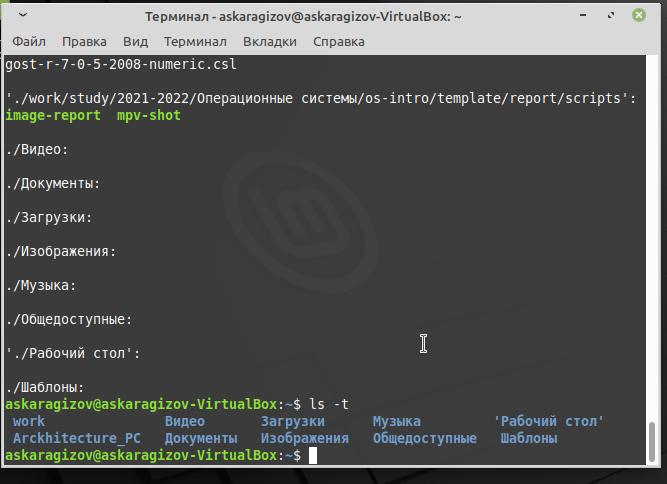 Терминал - askaragizov@askaragizov-VirtualBox: ~
Файл Правка Вид Терминал Вкладки Справка
gost-r-7-0-5-2008-numeric.csl
'./work/study/2021-2022/Операционные системы/os-intro/template/report/scripts':
image-report mpv-shot
./Видео:
./Документы:
./Загрузки:
./Изображения:
./Музыка:
./Общедоступные:
'./Рабочий стол':
./Шаблоны:
askaragizov@askaragizov-VirtualBox:~$ ls -t
work Видео Загрузки Музыка 'Рабочий стол'
Arckhitecture_PC Документы Изображения Общедоступные Шаблоны
askaragizov@askaragizov-VirtualBox:~$